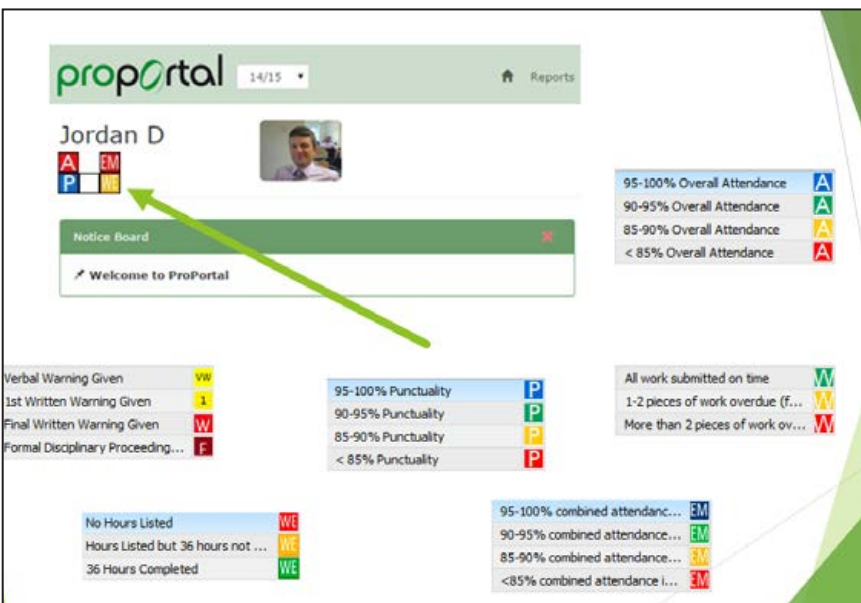 proportal
14/15
Reports
Jordan D
A EM
P WE
Notice Board
Welcome to ProPortal
95-100% Overall Attendance A
90-95% Overall Attendance A
85-90% Overall Attendance A
< 85% Overall Attendance A
Verbal Warning Given VW
1st Written Warning Given 1
Final Written Warning Given W
Formal Disciplinary Proceeding... F
95-100% Punctuality P
90-95% Punctuality P
85-90% Punctuality P
< 85% Punctuality P
All work submitted on time W
1-2 pieces of work overdue (f... W
More than 2 pieces of work ov... W
No Hours Listed WE
Hours Listed but 36 hours not ... WE
36 Hours Completed WE
95-100% combined attendanc... EM
90-95% combined attendance... EM
85-90% combined attendance... EM
<85% combined attendance i... EM